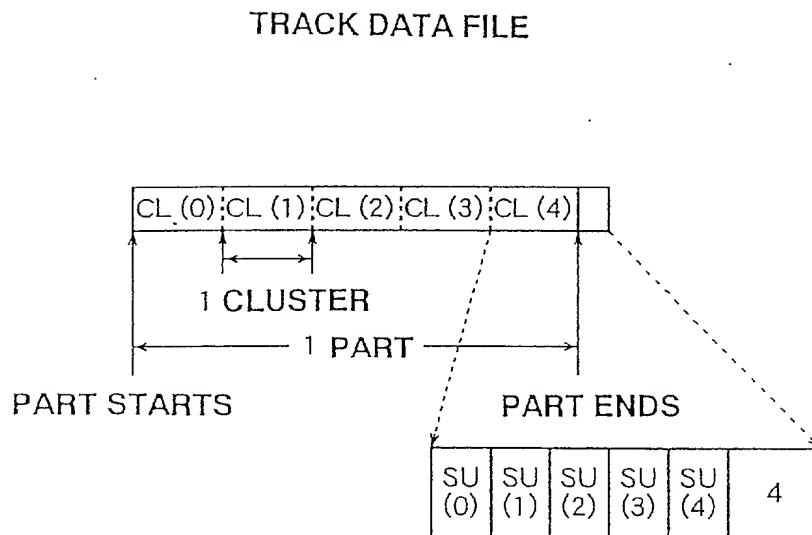 TRACK DATA FILE
CL (0) CL (1) CL (2) CL (3) CL (4)
1 CLUSTER
1 PART
PART STARTS
PART ENDS
SU (0) SU (1) SU (2) SU (3) SU (4) 4